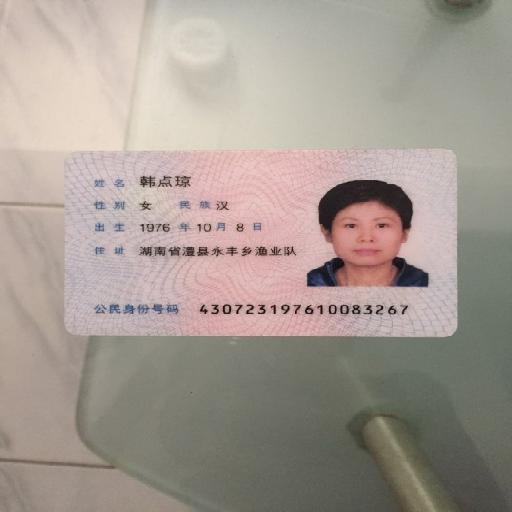 姓名 韩点琼
性别 女 民族 汉
出生 1976 年 10 月 8 日
住址 湖南省澧县永丰乡渔业队
公民身份号码 430723197610083267